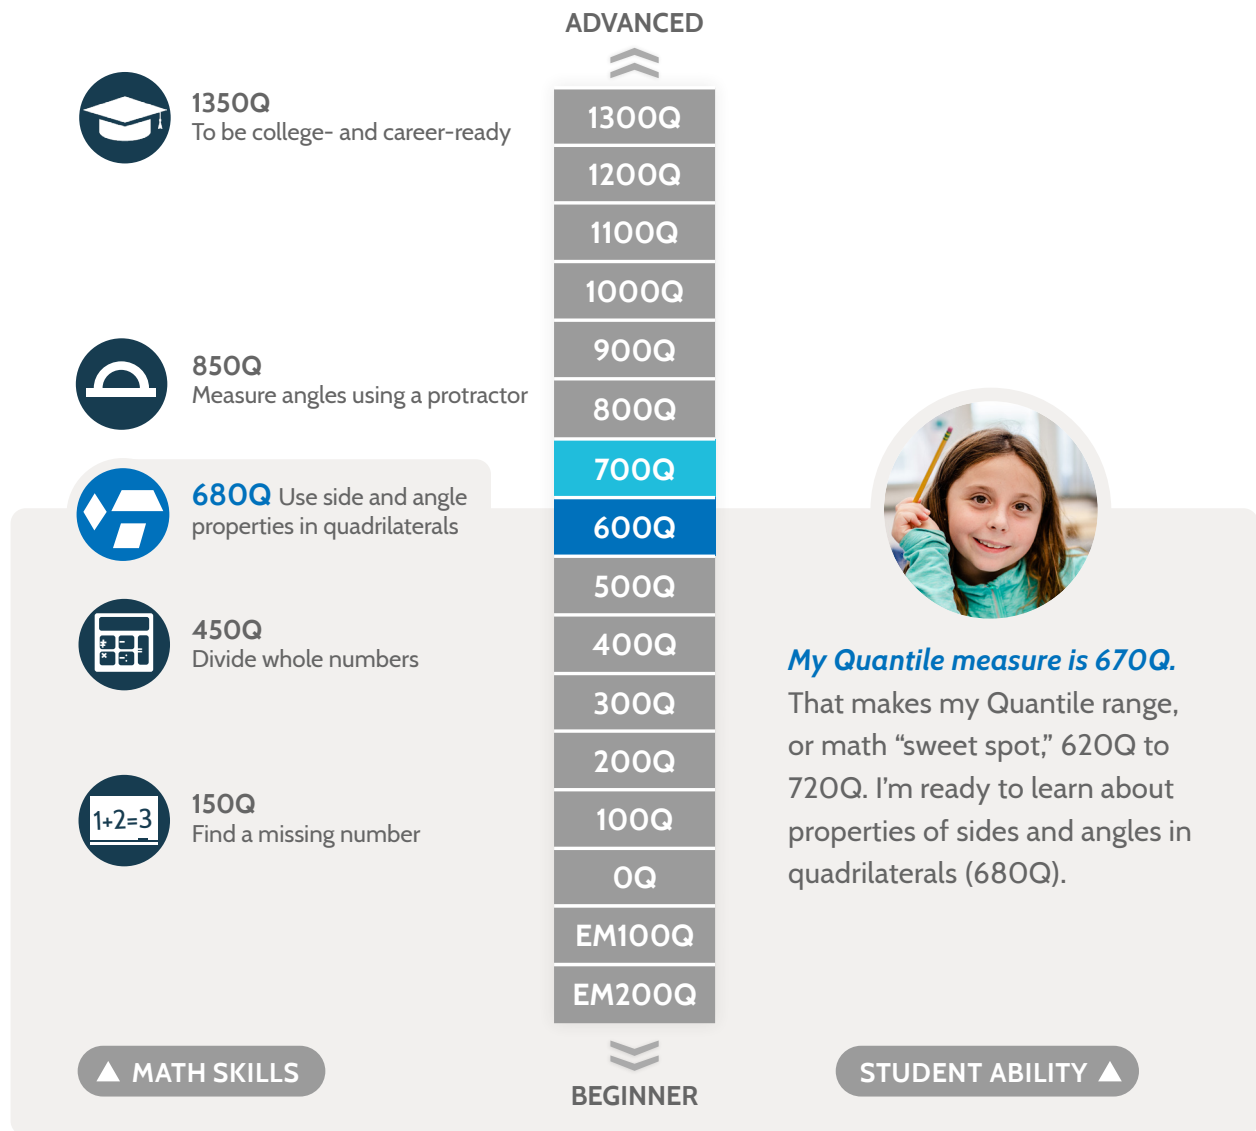 ADVANCED
1350Q
To be college- and career-ready
850Q
Measure angles using a protractor
680Q Use side and angle
properties in quadrilaterals
450Q
Divide whole numbers
1+2=3
150Q
Find a missing number
MATH SKILLS
1300Q
1200Q
1100Q
1000Q
900Q
800Q
700Q
600Q
500Q
400Q
300Q
200Q
100Q
0Q
EM100Q
EM200Q
BEGINNER
My Quantile measure is 670Q.
That makes my Quantile range,
or math “sweet spot,” 620Q to
720Q. I’m ready to learn about
properties of sides and angles in
quadrilaterals (680Q).
STUDENT ABILITY